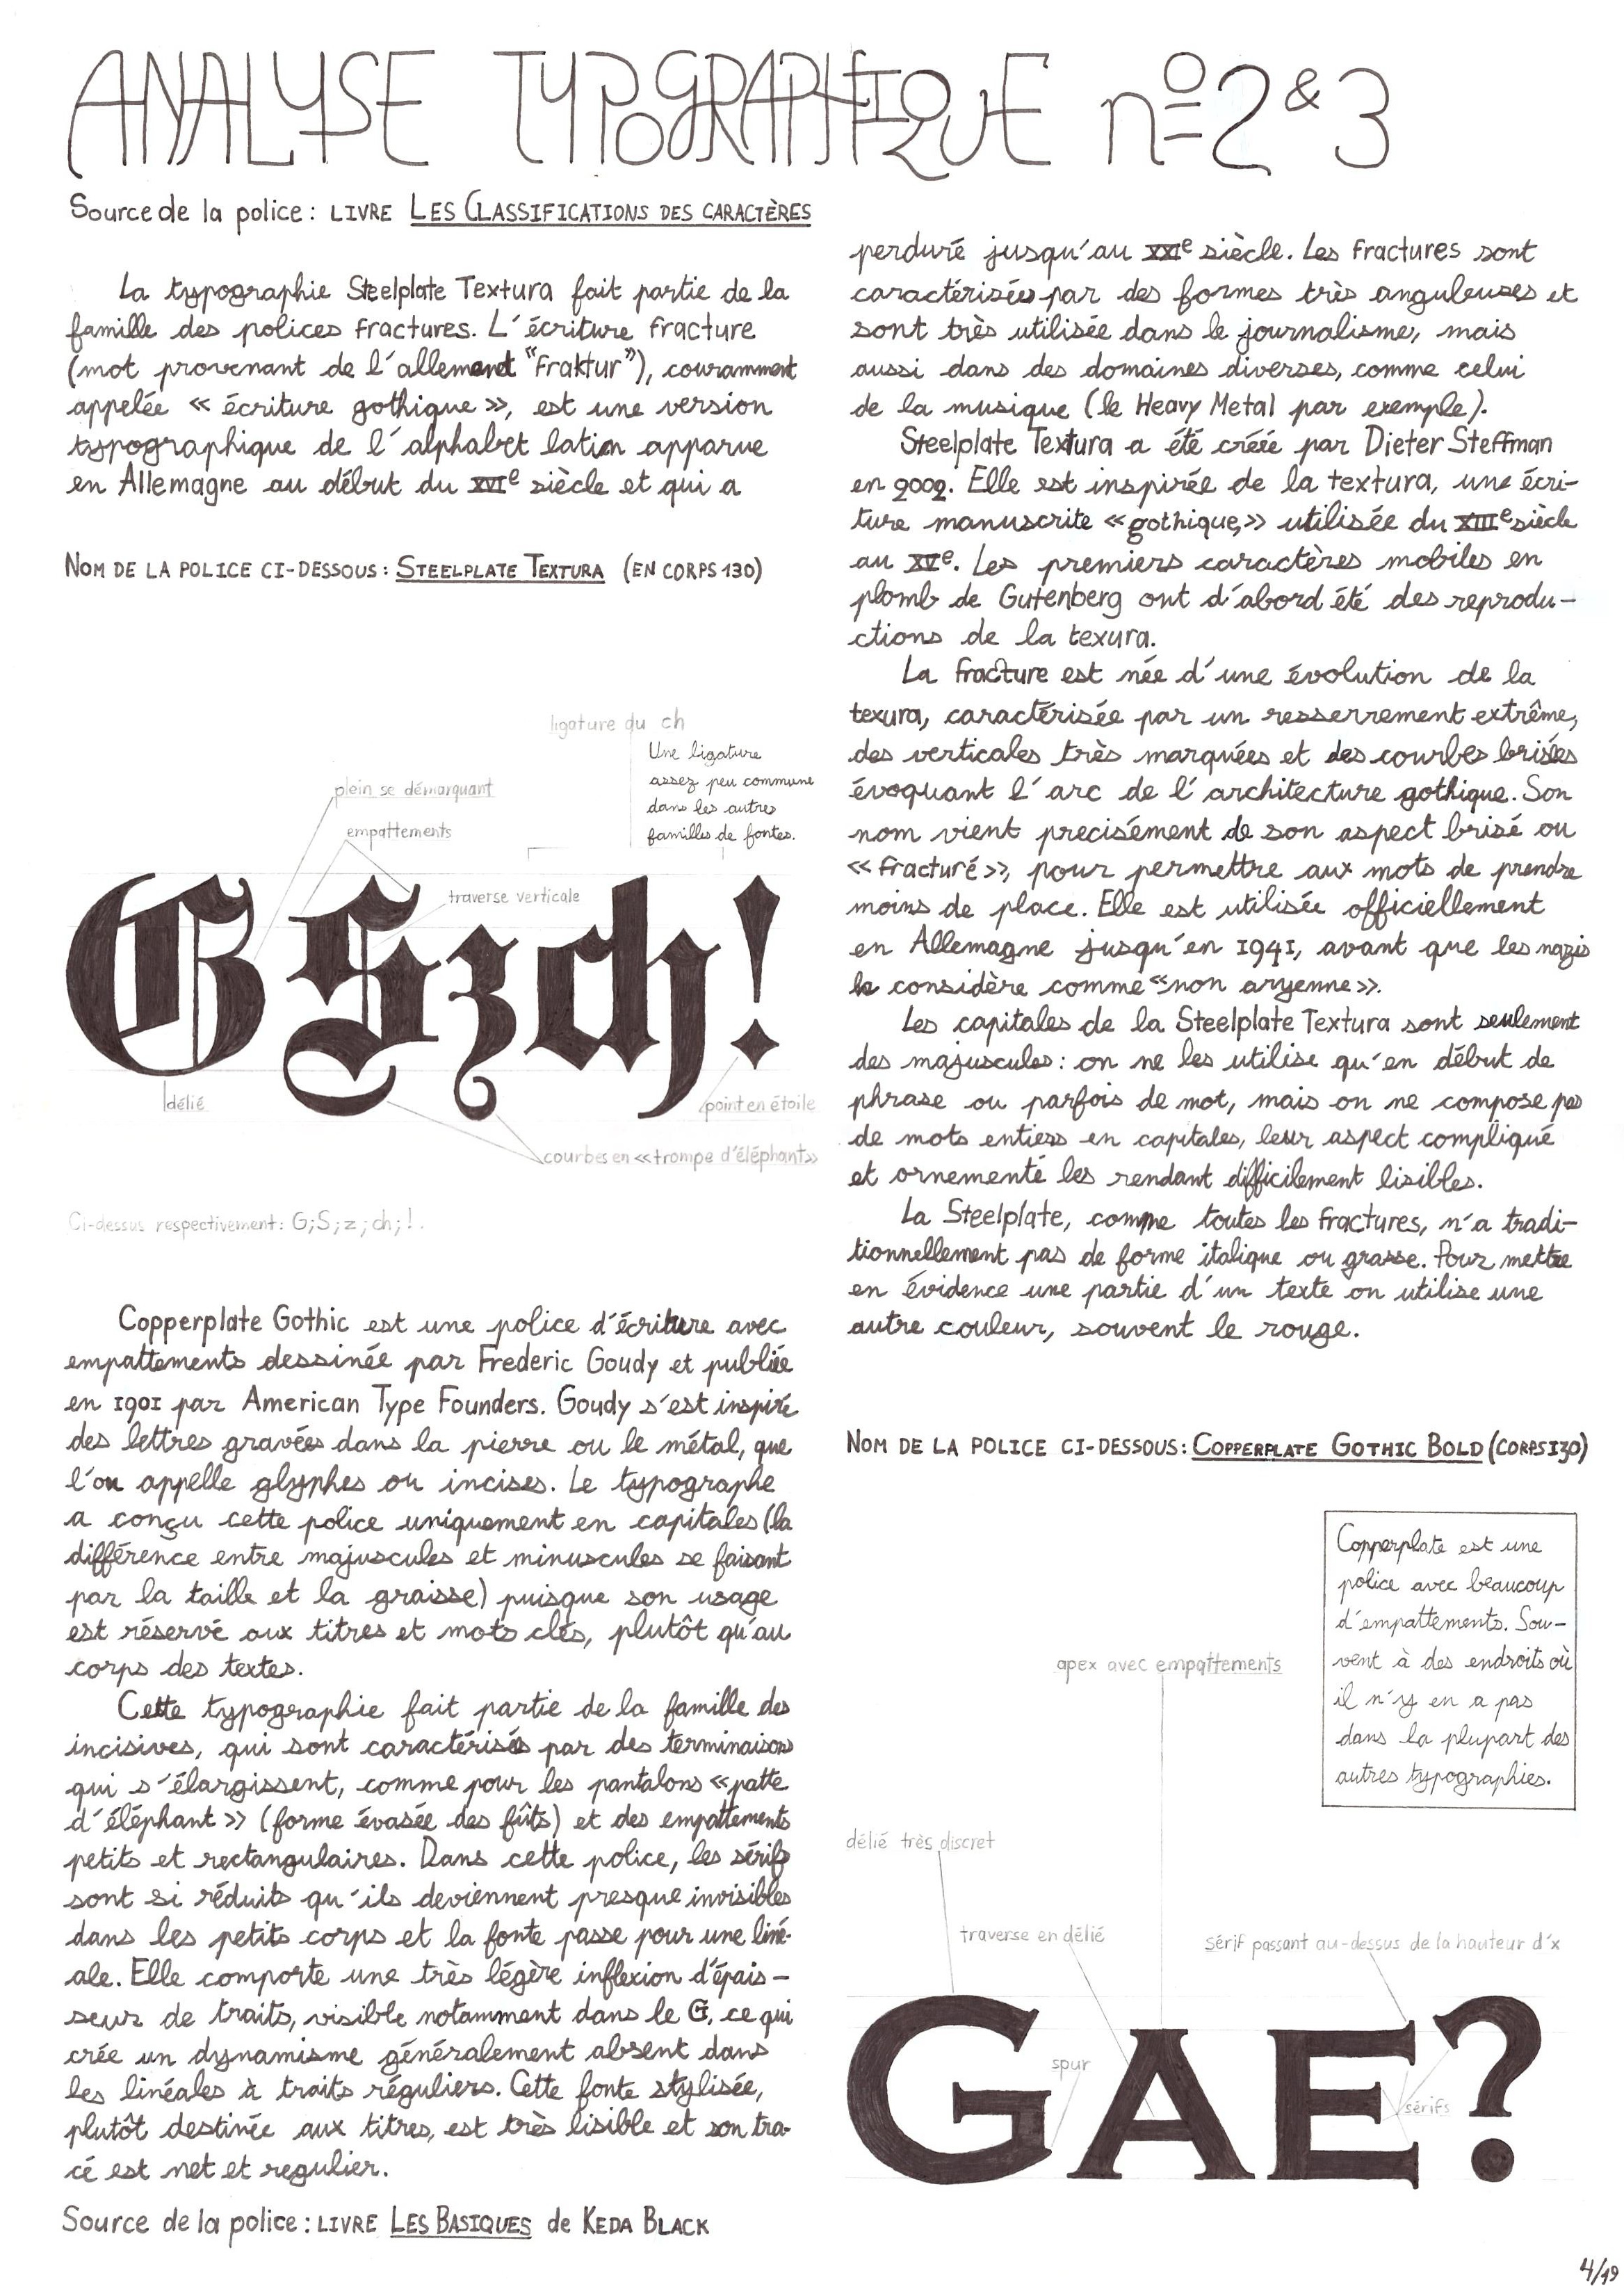 ANALYSE TYPOGRAPHIQUE nº2&3
Source de la police : LIVRE LES CLASSIFICATIONS DES CARACTÈRES
La typographie Steelplate Textura fait partie de la
famille des polices Fractures. L'écriture Fracture
(mot provenant de l'allemand "Fraktur"), couramment
appelée « écriture gothique », est une version
typographique de l'alphabet latin apparue
en Allemagne au début du XVIe siècle et qui a
perduré jusqu'au XXIe siècle. Les Fractures sont
caractérisées par des formes très anguleuses et
sont très utilisée dans le journalisme, mais
aussi dans des domaines diverses, comme celui
de la musique (le Heavy Metal par exemple).
Steelplate Textura a été créée par Dieter Steffman
en 2002. Elle est inspirée de la textura, une écri-
ture manuscrite «gothique» utilisée du XIIIe siècle
au XVe. Les premiers caractères mobiles en
plomb de Gutenberg ont d'abord été des reprodu-
ctions de la texura.
La Fracture est née d'une évolution de la
texura, caractérisée par un resserrement extrême,
des verticales très marquées et des courbes brisées
évoquant l'arc de l'architecture gothique. Son
nom vient precisément de son aspect brisé ou
«Fracturé», pour permettre aux mots de prendre
moins de place. Elle est utilisée officiellement
en Allemagne jusqu'en 1941, avant que les nazis
la considère comme «non aryenne».
Les capitales de la Steelplate Textura sont seulement
des majuscules : on ne les utilise qu'en début de
phrase ou parfois de mot, mais on ne compose pas
de mots entiers en capitales, leur aspect compliqué
et ornementé les rendant difficilement lisibles.
La Steelplate, comme toutes les Fractures, n'a tradi-
tionnellement pas de forme italique ou grasse. Pour mettre
en évidence une partie d'un texte on utilise une
autre couleur, souvent le rouge.
NOM DE LA POLICE CI-DESSOUS : STEELPLATE TEXTURA (EN CORPS 130)
ligature du ch
Une ligature
assez peu commune
dans les autres
familles de fontes.
plein se démarquant
empattements
traverse verticale
G S z ch !
délié
point en étoile
courbes en «trompe d'éléphant»
Ci-dessus respectivement : G ; S ; z ; ch ; ! .
Copperplate Gothic est une police d'écriture avec
empattements dessinée par Frederic Goudy et publiée
en 1901 par American Type Founders. Goudy s'est inspiré
des lettres gravées dans la pierre ou le métal, que
l'on appelle glyphes ou incises. Le typographe
a conçu cette police uniquement en capitales (la
différence entre majuscules et minuscules se faisant
par la taille et la graisse) puisque son usage
est réservé aux titres et mots clés, plutôt qu'au
corps des textes.
Cette typographie fait partie de la famille des
incisives, qui sont caractérisés par des terminaisons
qui s'élargissent, comme pour les pantalons «patte
d'éléphant» (forme évasée des fûts) et des empattements
petits et rectangulaires. Dans cette police, les sérifs
sont si réduits qu'ils deviennent presque invisibles
dans les petits corps et la fonte passe pour une liné-
ale. Elle comporte une très légère inflexion d'épais-
seur de traits, visible notamment dans le G, ce qui
crée un dynamisme généralement absent dans
les linéales à traits réguliers. Cette fonte stylisée,
plutôt destinée aux titres, est très lisible et son tra-
cé est net et regulier.
Source de la police : LIVRE LES BASIQUES de KEDA BLACK
NOM DE LA POLICE CI-DESSOUS : COPPERPLATE GOTHIC BOLD (CORPS 130)
Copperplate est une
police avec beaucoup
d'empattements. Sou-
vent à des endroits où
il n'y en a pas
dans la plupart des
autres typographies.
apex avec empattements
délié très discret
traverse en délié
sérif passant au-dessus de la hauteur d'x
spur
sérifs
GAE?
4/19